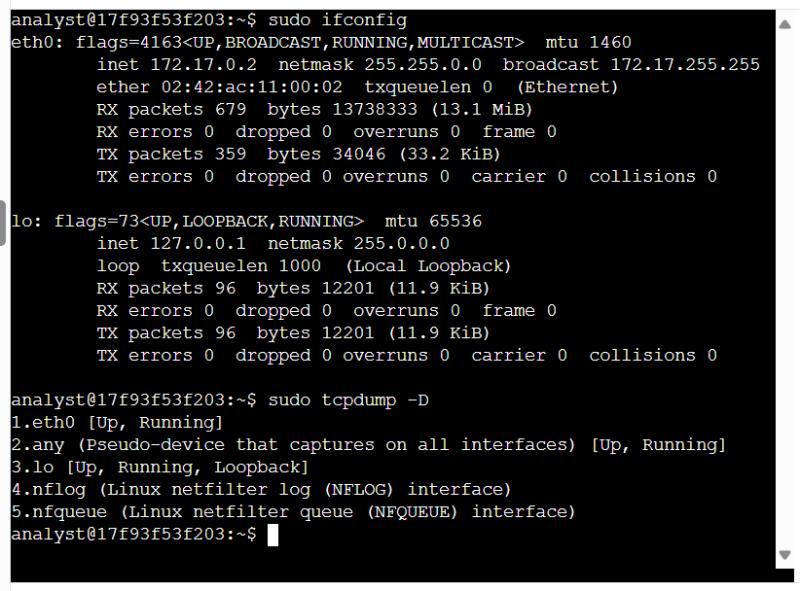 analyst@17f93f53f203:~$ sudo ifconfig
eth0: flags=4163<UP,BROADCAST,RUNNING,MULTICAST>  mtu 1460
        inet 172.17.0.2  netmask 255.255.0.0  broadcast 172.17.255.255
        ether 02:42:ac:11:00:02  txqueuelen 0  (Ethernet)
        RX packets 679  bytes 13738333 (13.1 MiB)
        RX errors 0  dropped 0  overruns 0  frame 0
        TX packets 359  bytes 34046 (33.2 KiB)
        TX errors 0  dropped 0 overruns 0  carrier 0  collisions 0

lo: flags=73<UP,LOOPBACK,RUNNING>  mtu 65536
        inet 127.0.0.1  netmask 255.0.0.0
        loop  txqueuelen 1000  (Local Loopback)
        RX packets 96  bytes 12201 (11.9 KiB)
        RX errors 0  dropped 0  overruns 0  frame 0
        TX packets 96  bytes 12201 (11.9 KiB)
        TX errors 0  dropped 0 overruns 0  carrier 0  collisions 0

analyst@17f93f53f203:~$ sudo tcpdump -D
1.eth0 [Up, Running]
2.any (Pseudo-device that captures on all interfaces) [Up, Running]
3.lo [Up, Running, Loopback]
4.nflog (Linux netfilter log (NFLOG) interface)
5.nfqueue (Linux netfilter queue (NFQUEUE) interface)
analyst@17f93f53f203:~$